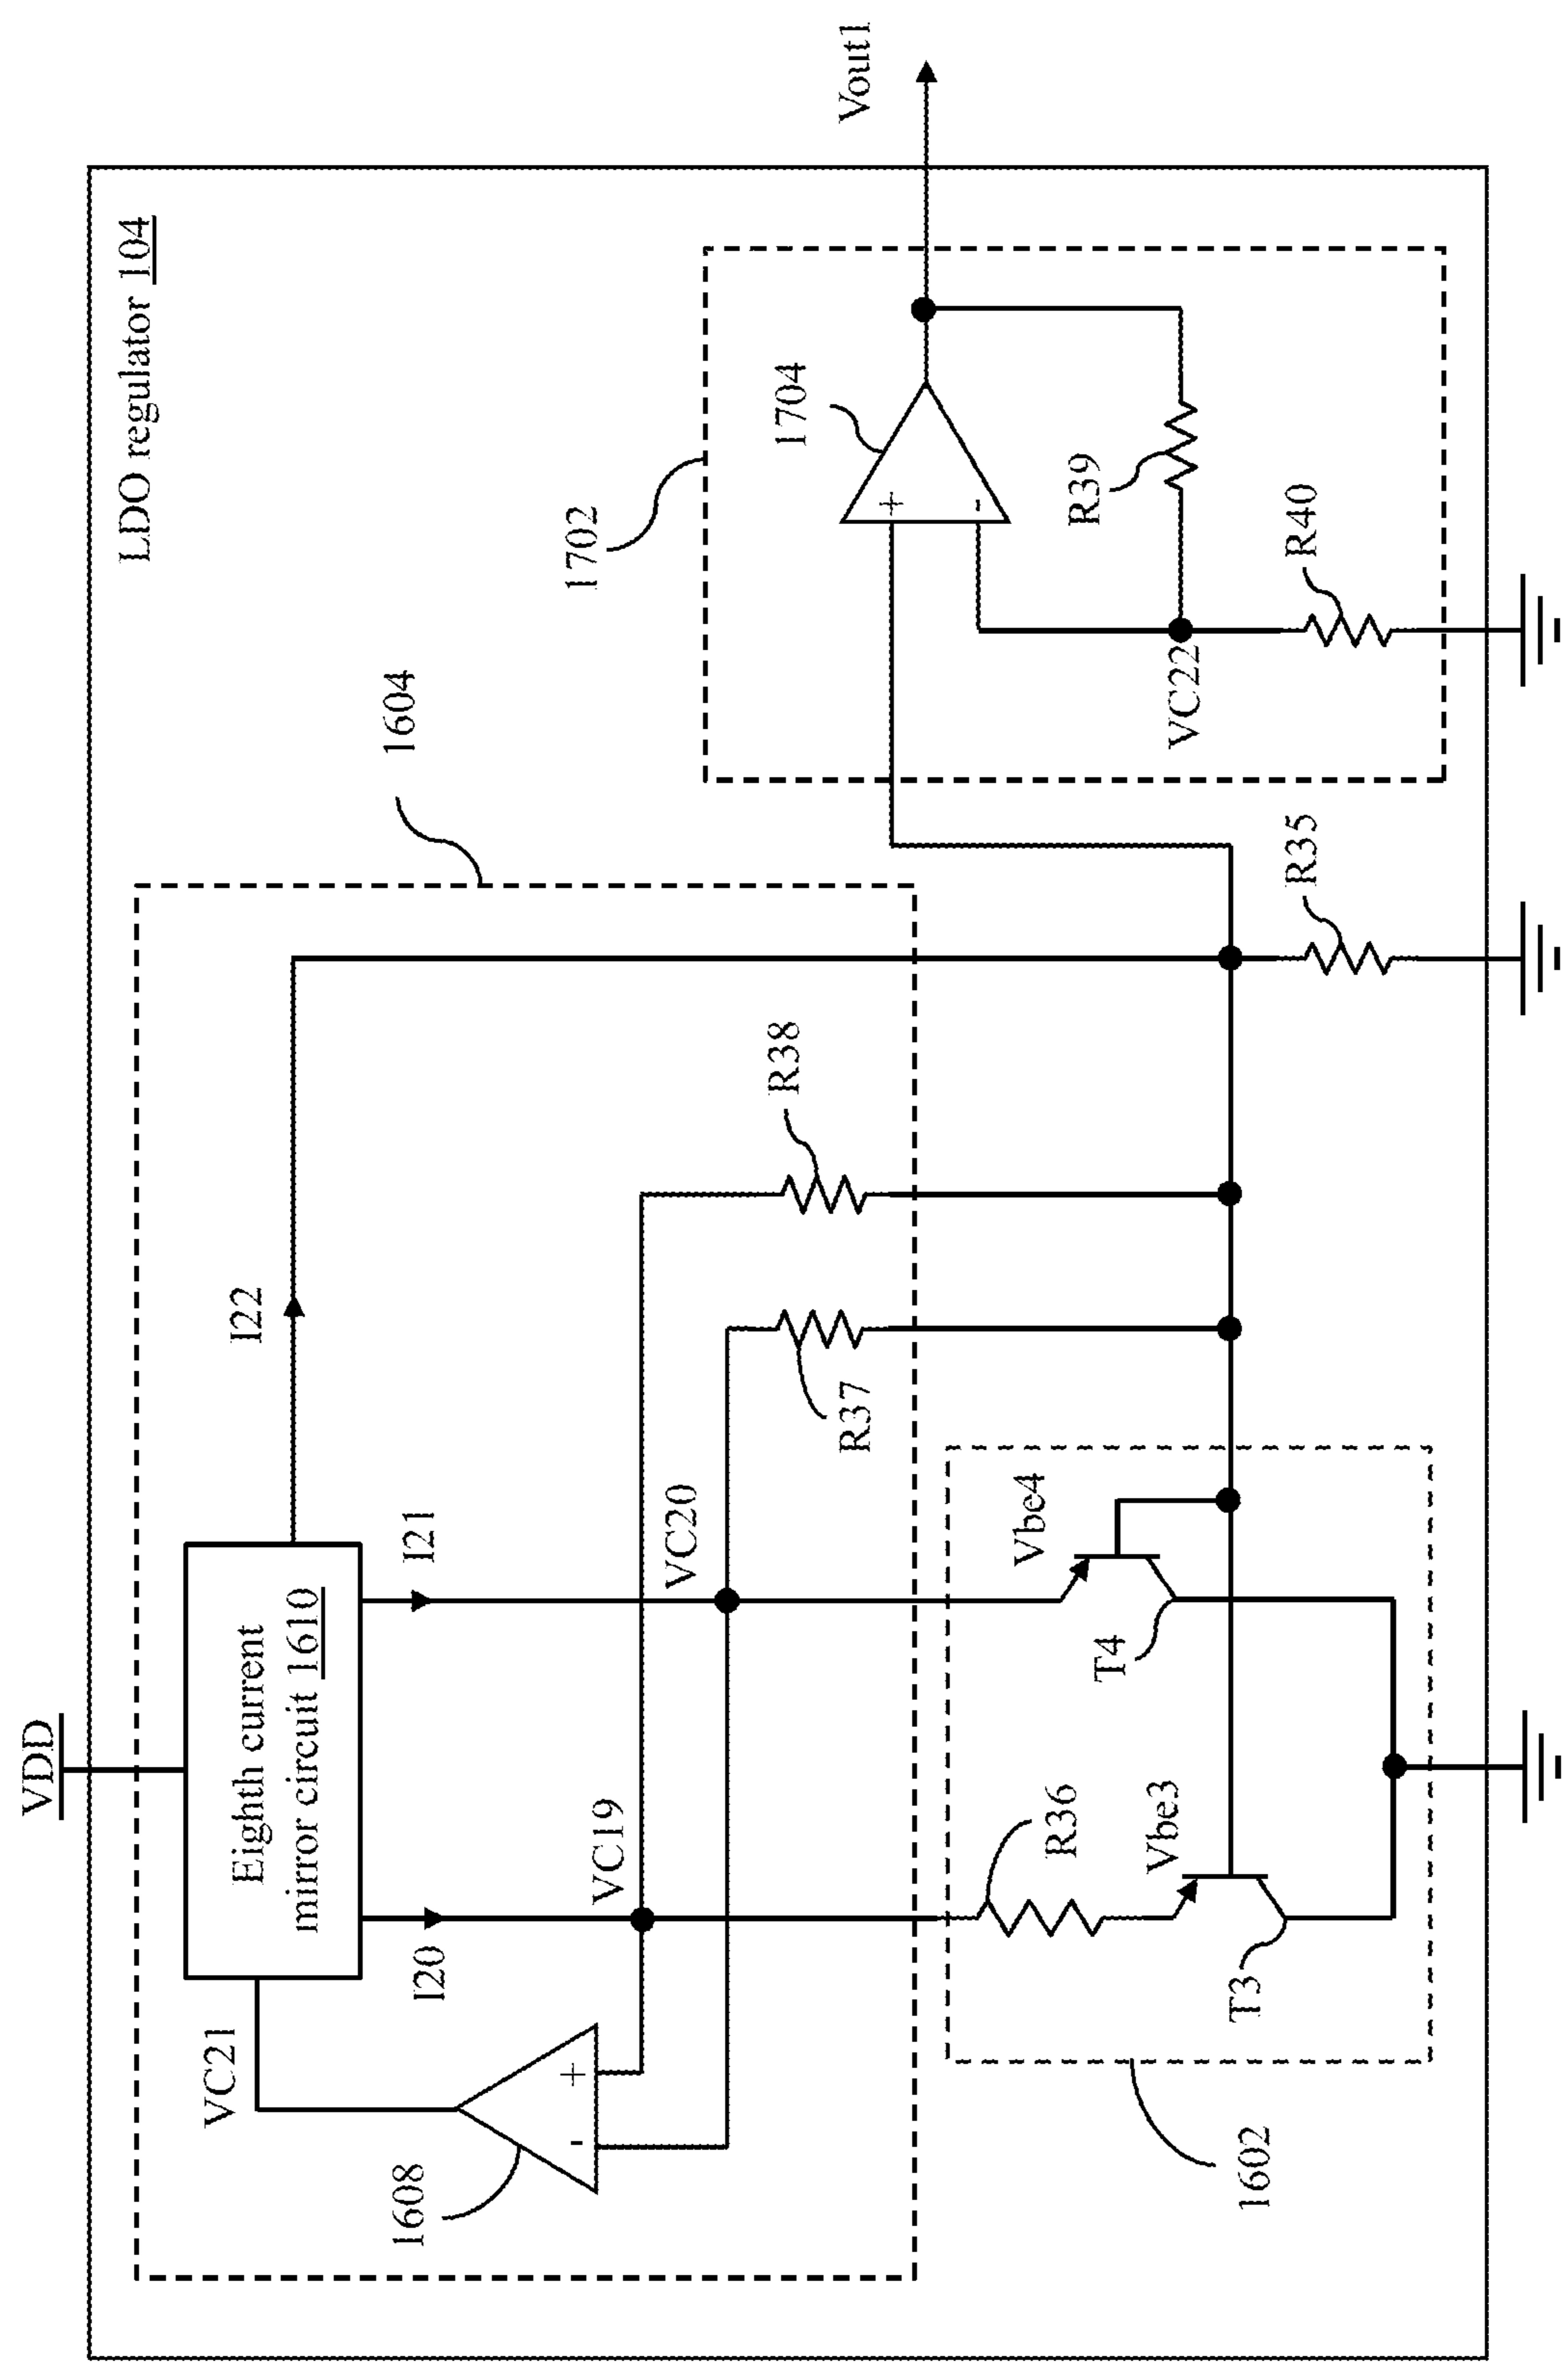 LDO regulator 104
VDD
Eighth current
mirror circuit 1610
VC21
I22
1604
1608
+
-
I20
I21
VC19
VC20
R38
R37
1702
1704
+
-
Vout1
R39
VC22
R40
R35
R36
Vbe3
Vbe4
T3
T4
1602